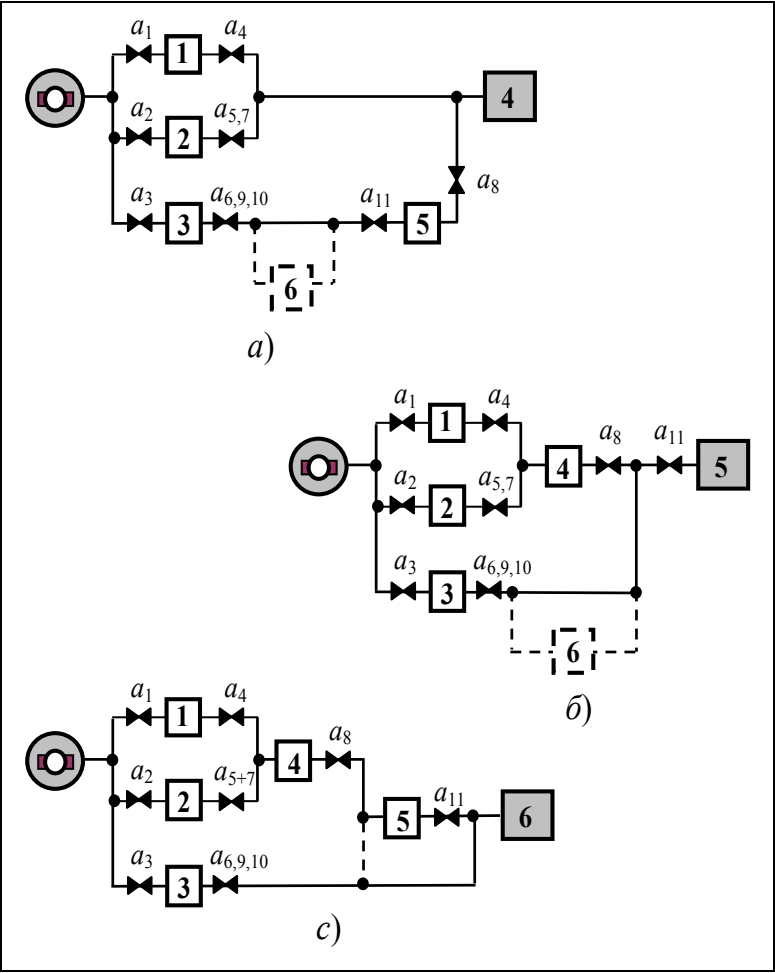 a1 a4
1
4
a2 a5,7
2
a8
a3 a6,9,10 a11
3 5
6
а)
a1 a4
1
a8 a11
4 5
a2 a5,7
2
a3 a6,9,10
3
6
б)
a1 a4
1
a8
4
a2 a5+7
2
a11
5 6
a3 a6,9,10
3
с)